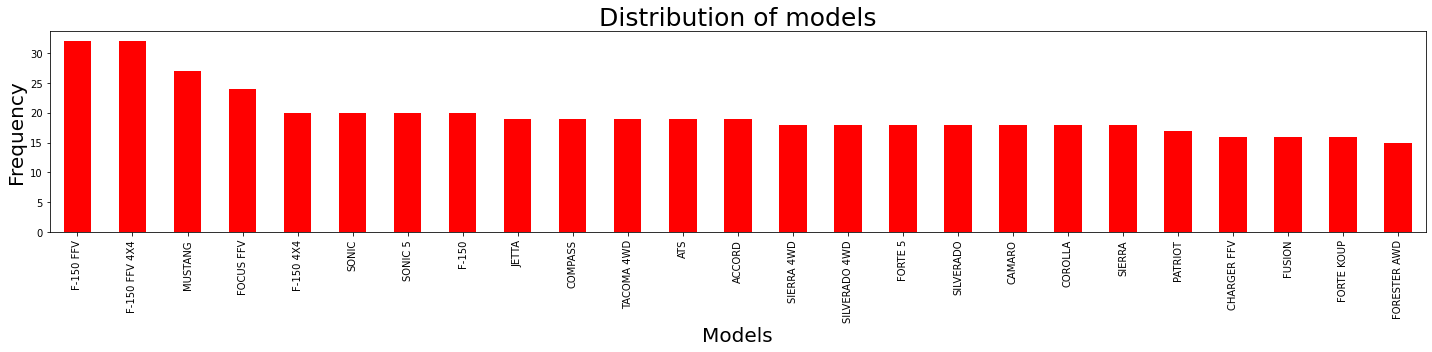 Distribution of models
Frequency
30
25
20
15
10
5
0
F-150 FFV
F-150 FFV 4X4
MUSTANG
FOCUS FFV
F-150 4X4
SONIC
SONIC 5
F-150
JETTA
COMPASS
TACOMA 4WD
ATS
ACCORD
SIERRA 4WD
SILVERADO 4WD
FORTE 5
SILVERADO
CAMARO
COROLLA
SIERRA
PATRIOT
CHARGER FFV
FUSION
FORTE KOUP
FORESTER AWD
Models